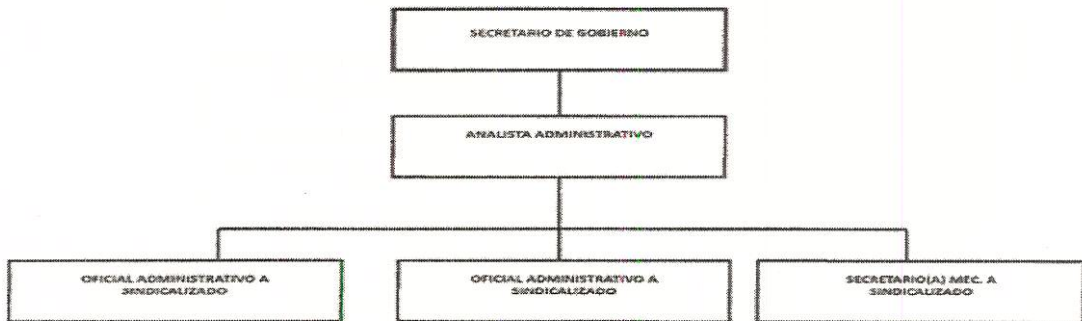 SECRETARIO DE GOBIERNO
ANALISTA ADMINISTRATIVO
OFICIAL ADMINISTRATIVO A
SINDICALIZADO
OFICIAL ADMINISTRATIVO A
SINDICALIZADO
SECRETARIO(A) MEC. A
SINDICALIZADO